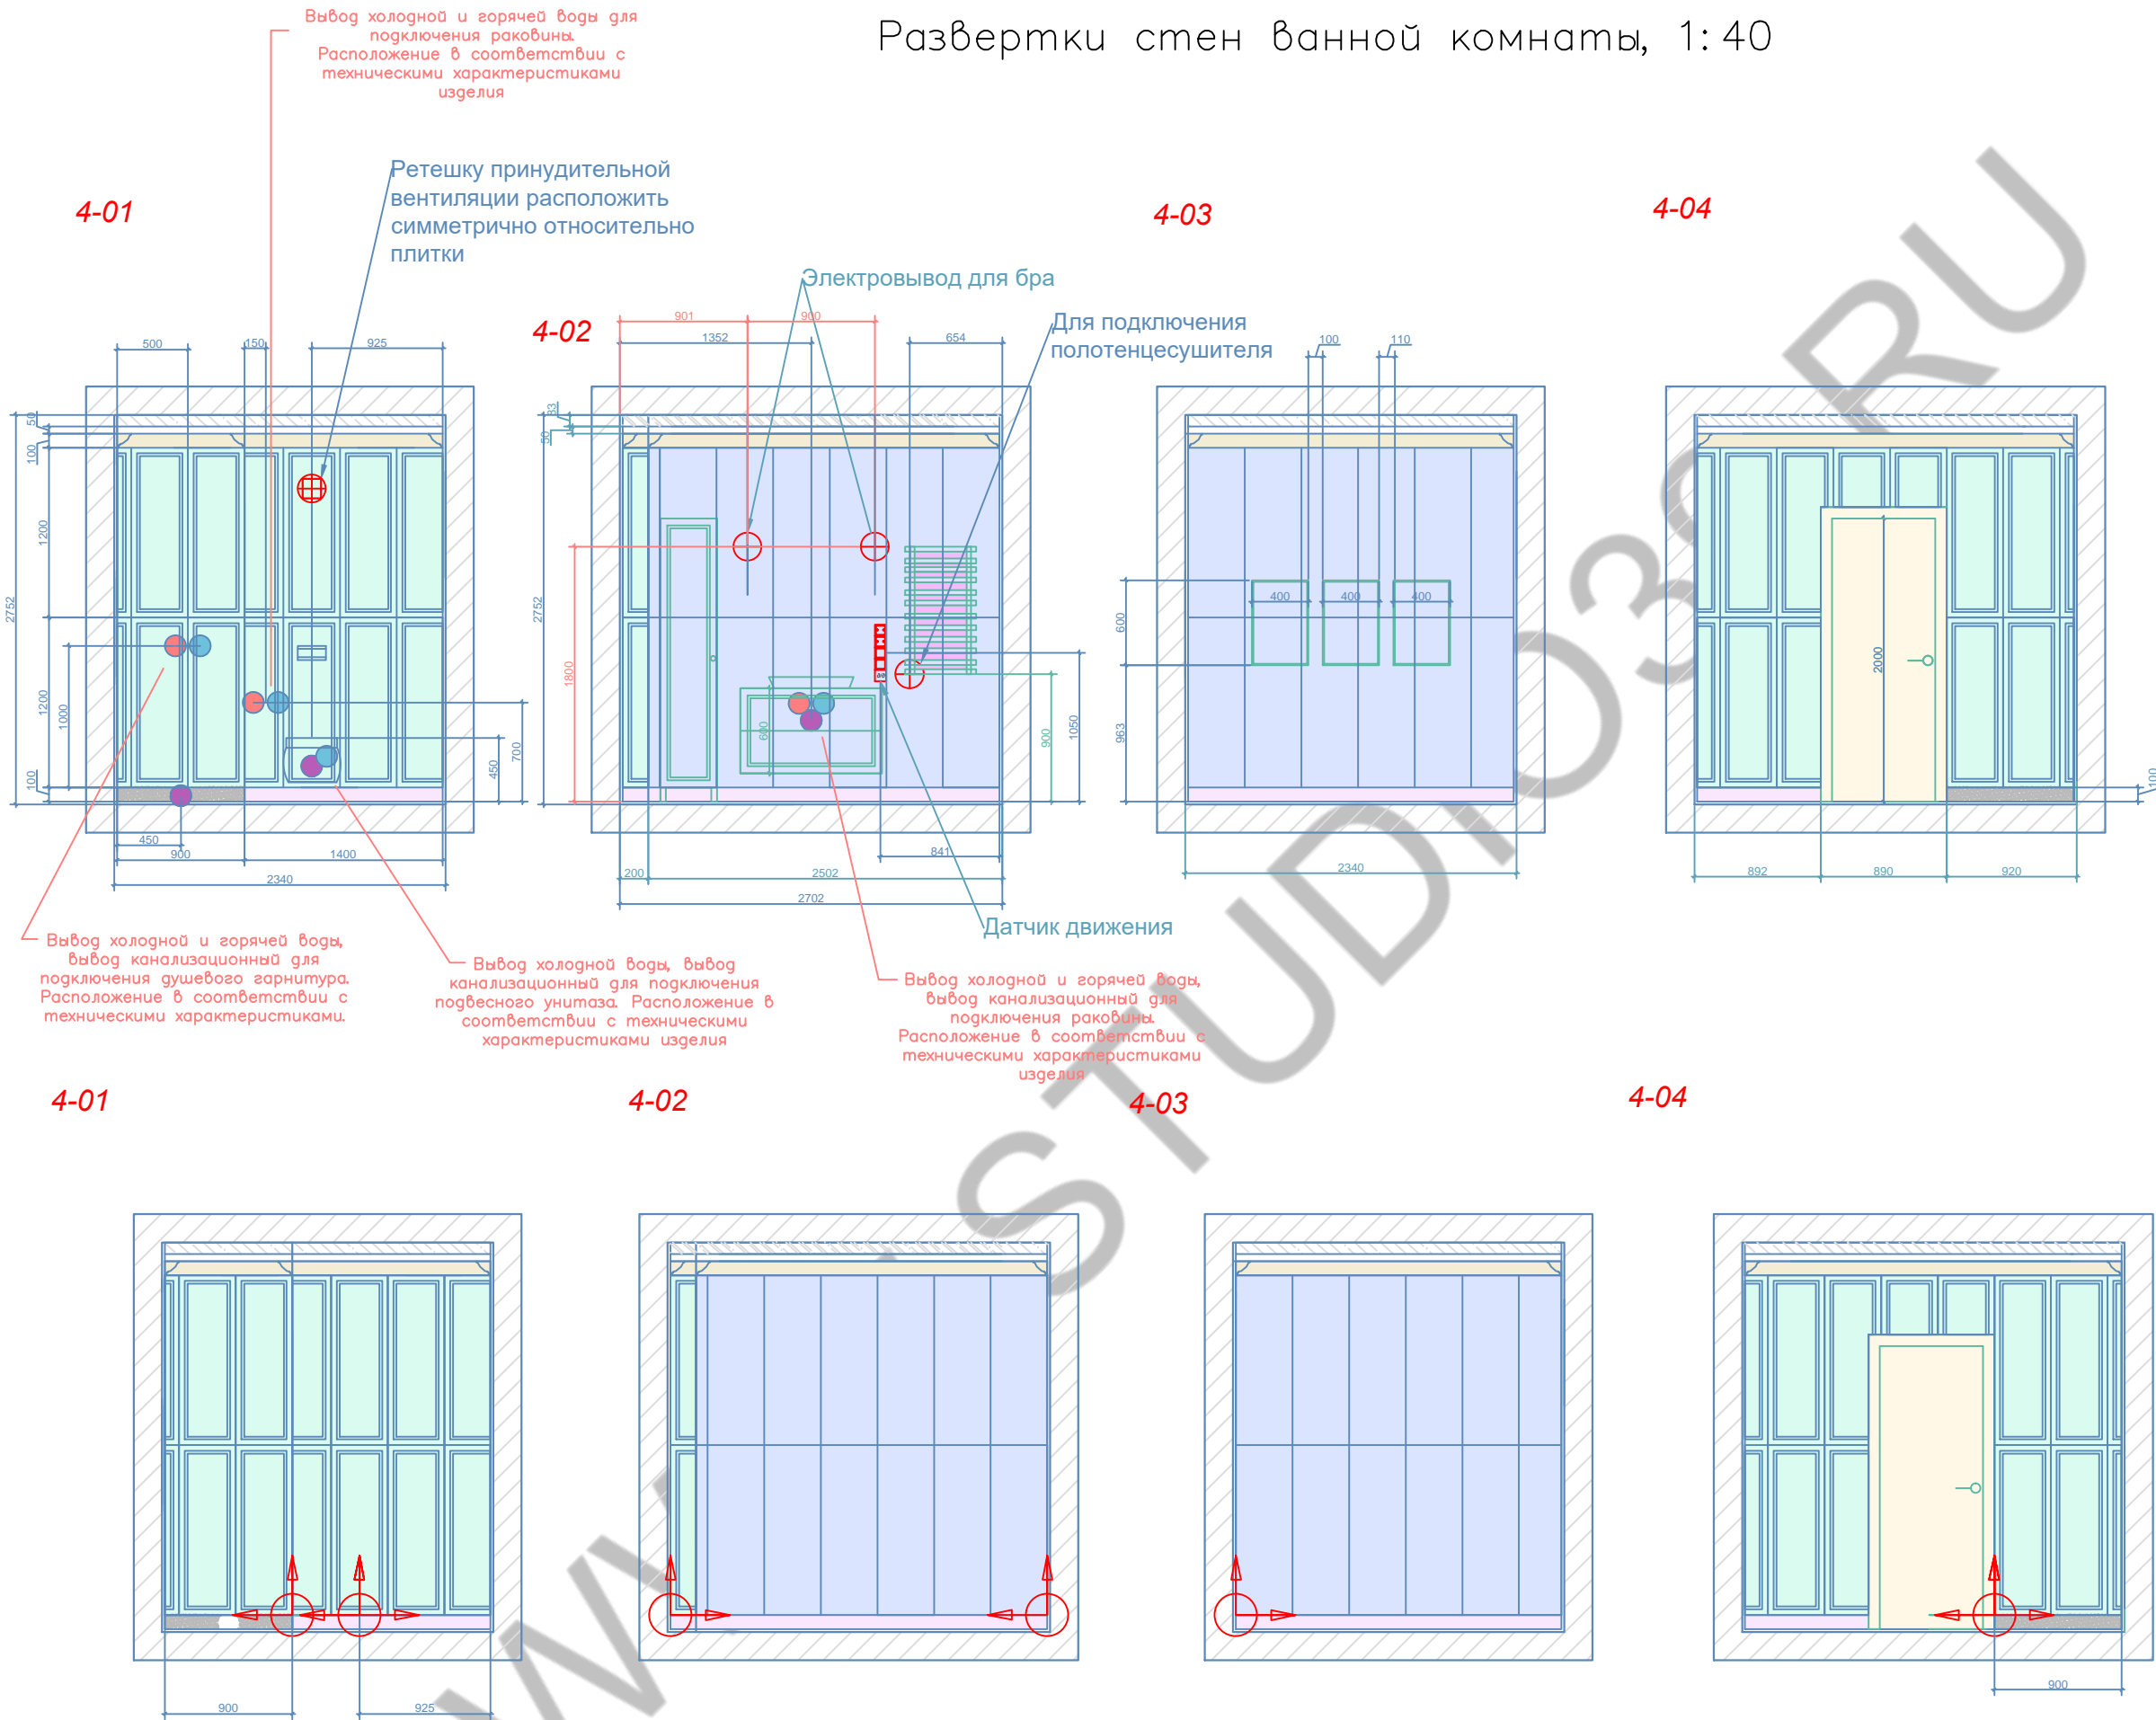 Развертки стен ванной комнаты, 1:40
Вывод холодной и горячей воды для
подключения раковины.
Расположение в соответствии с
техническими характеристиками
изделия
Ретешку принудительной
вентиляции расположить
симметрично относительно
плитки
4-01
4-02
4-03
4-04
Электровывод для бра
Для подключения
полотенцесушителя
500
150
925
50
100
1200
2752
1200
1000
100
450
700
450
900
1400
2340
901
900
1352
654
83
50
2752
1800
600
900
1050
841
200
2502
2702
100
110
400
400
400
600
963
2340
2000
100
892
890
920
Датчик движения
Вывод холодной и горячей воды,
вывод канализационный для
подключения душевого гарнитура.
Расположение в соответствии с
техническими характеристиками.
Вывод холодной воды, вывод
канализационный для подключения
подвесного унитаза. Расположение в
соответствии с техническими
характеристиками изделия
Вывод холодной и горячей воды,
вывод канализационный для
подключения раковины.
Расположение в соответствии с
техническими характеристиками
изделия
4-01
4-02
4-03
4-04
900
925
900